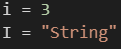 i = 3
I = "String"